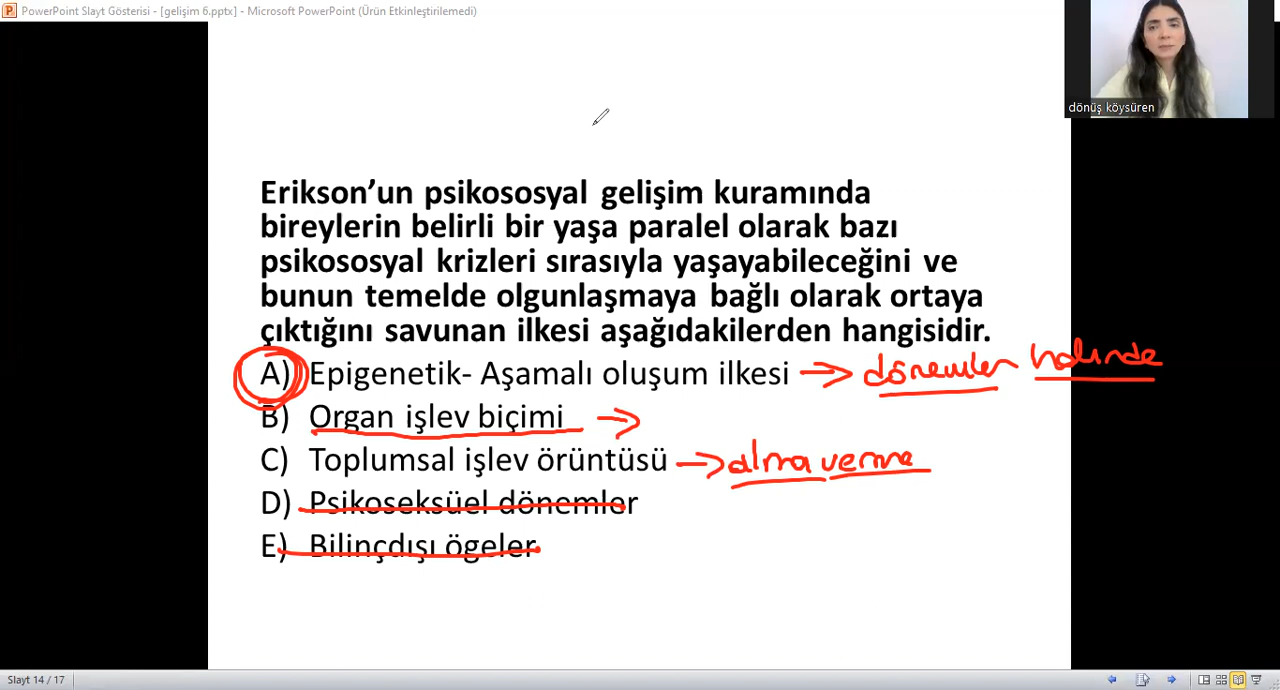 PowerPoint Slayt Gösterisi - [gelişim 6.pptx] - Microsoft PowerPoint (Ürün Etkinleştirilemedi)
dönüş köysüren
Erikson’un psikososyal gelişim kuramında
bireylerin belirli bir yaşa paralel olarak bazı
psikososyal krizleri sırasıyla yaşayabileceğini ve
bunun temelde olgunlaşmaya bağlı olarak ortaya
çıktığını savunan ilkesi aşağıdakilerden hangisidir.
A) Epigenetik- Aşamalı oluşum ilkesi → dönemler halinde
B) Organ işlev biçimi →
C) Toplumsal işlev örüntüsü → alma verme
D) Psikoseksüel dönemler
E) Bilinçdışı ögeler
Slayt 14 / 17